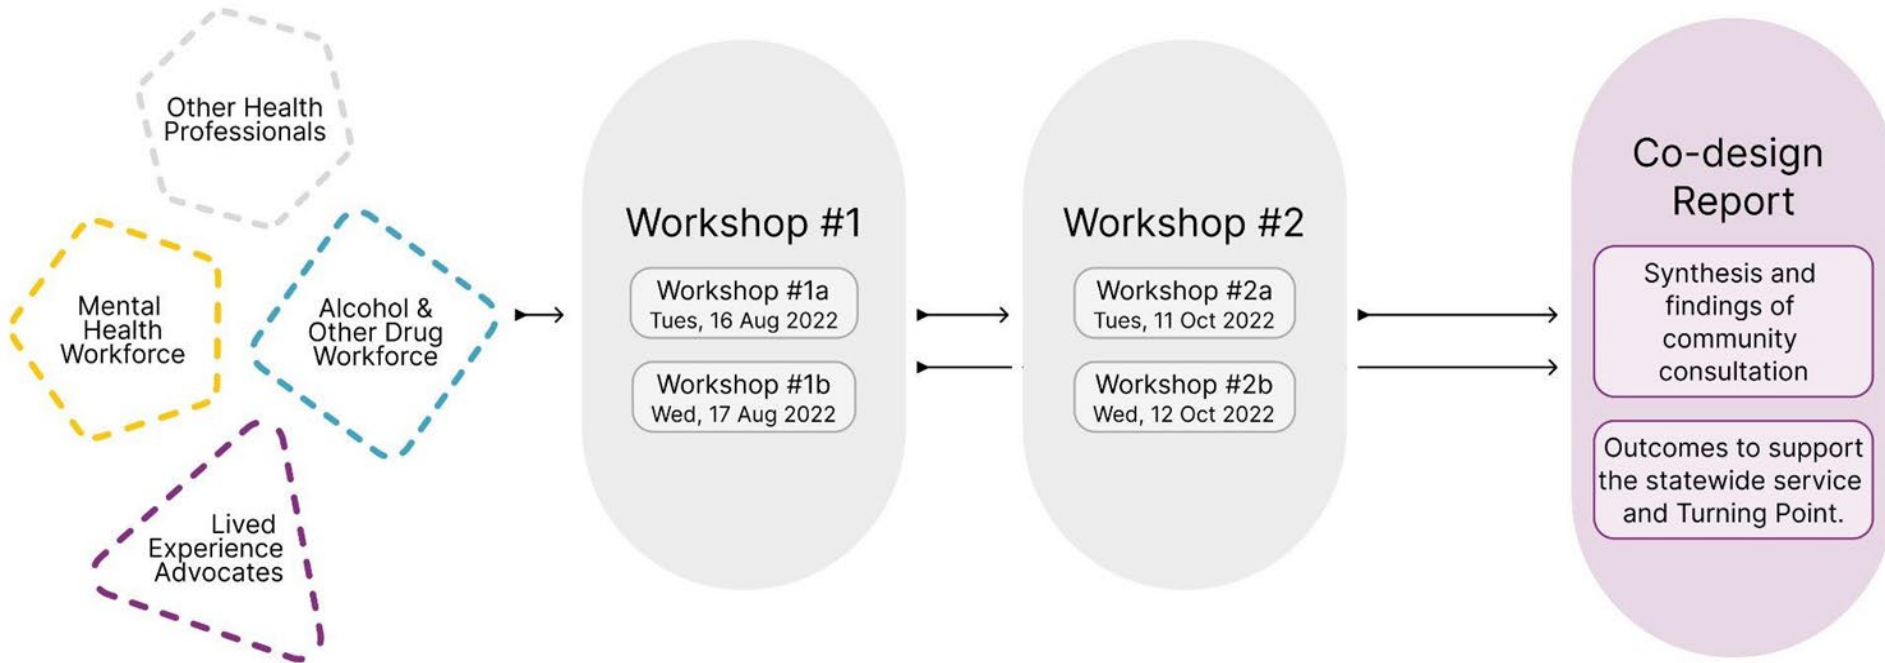 Other Health
Professionals
Mental
Health
Workforce
Alcohol &
Other Drug
Workforce
Lived
Experience
Advocates
Workshop #1
Workshop #1a
Tues, 16 Aug 2022
Workshop #1b
Wed, 17 Aug 2022
Workshop #2
Workshop #2a
Tues, 11 Oct 2022
Workshop #2b
Wed, 12 Oct 2022
Co-design
Report
Synthesis and
findings of
community
consultation
Outcomes to support
the statewide service
and Turning Point.